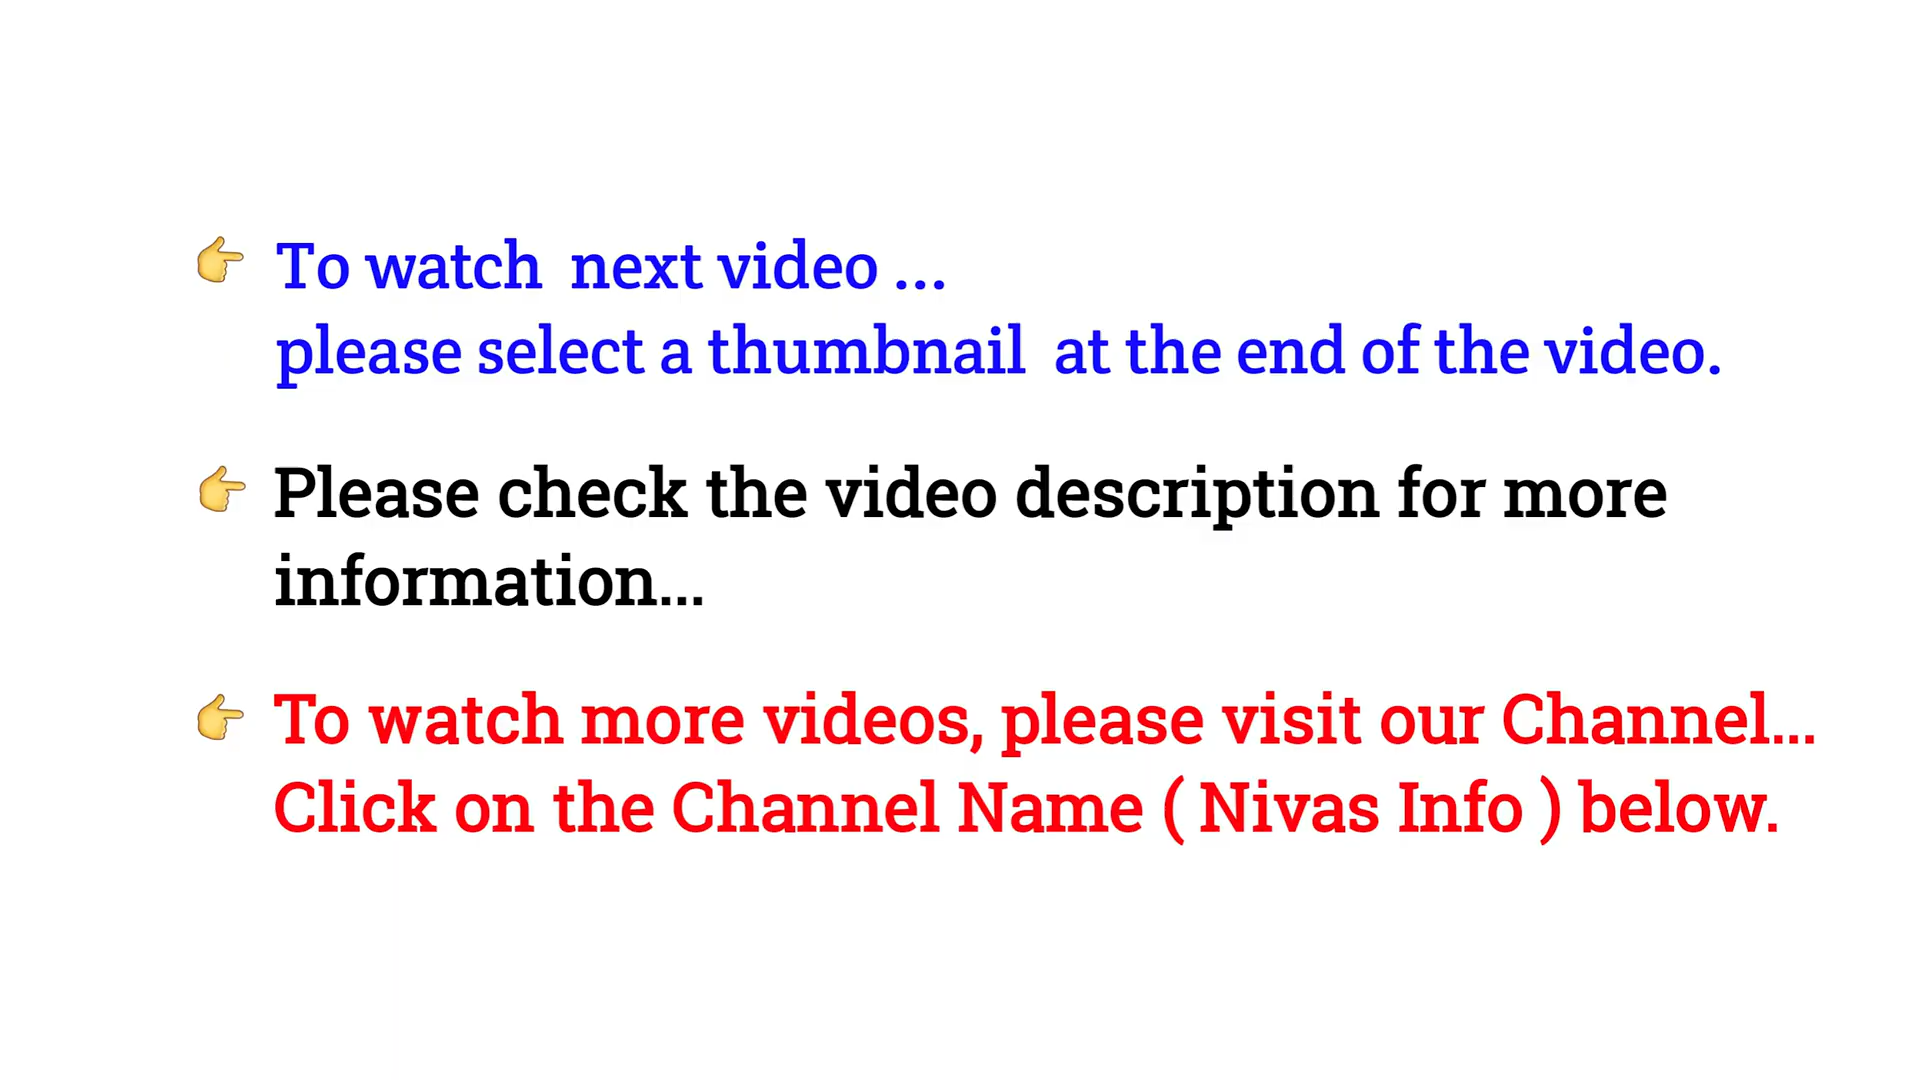 👉 To watch  next video ...
please select a thumbnail  at the end of the video.
👉 Please check the video description for more
information...
👉 To watch more videos, please visit our Channel...
Click on the Channel Name ( Nivas Info ) below.